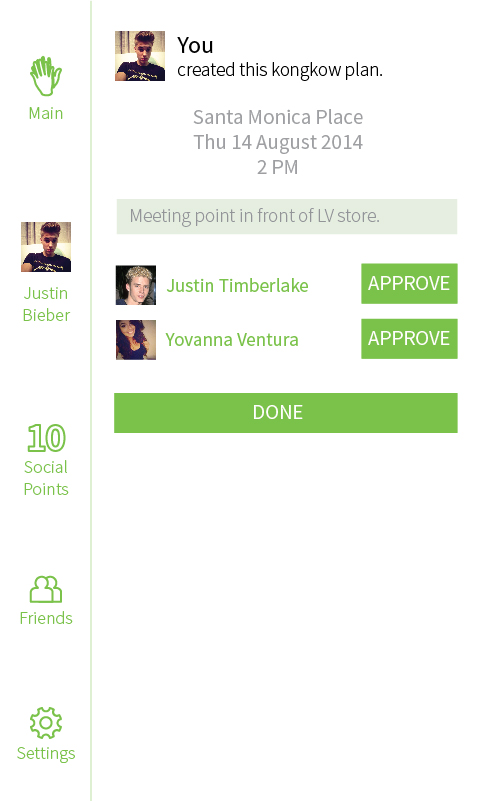 Main
Justin
Bieber
10
Social
Points
Friends
Settings
You
created this kongkow plan.
Santa Monica Place
Thu 14 August 2014
2 PM
Meeting point in front of LV store.
Justin Timberlake
APPROVE
Yovanna Ventura
APPROVE
DONE